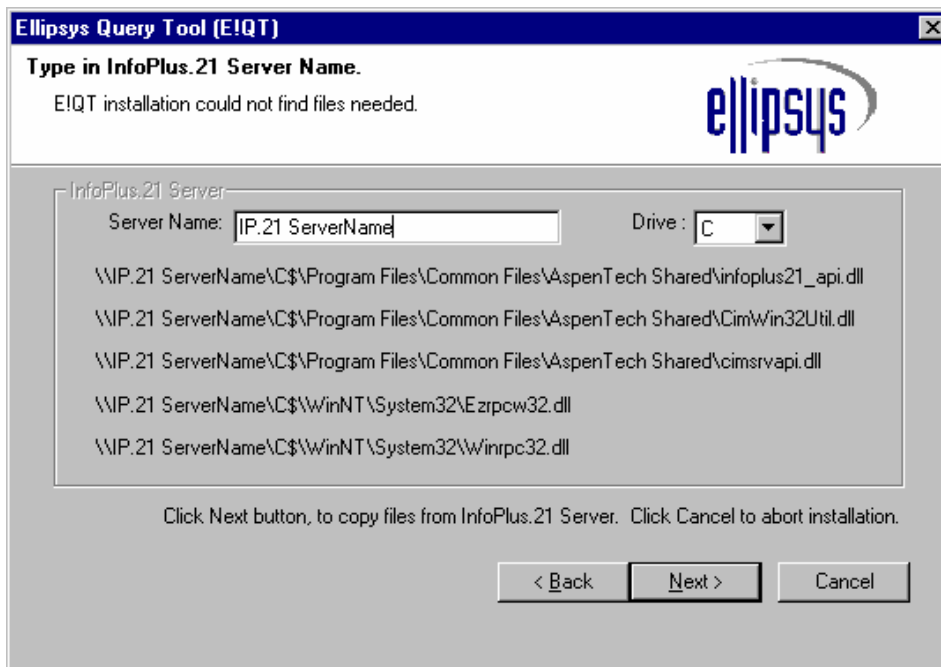 Ellipsys Query Tool (E!QT)
Type in InfoPlus.21 Server Name.
E!QT installation could not find files needed.
ellipsys
InfoPlus.21 Server
Server Name: IP.21 ServerName Drive : C
\\IP.21 ServerName\C$\Program Files\Common Files\AspenTech Shared\infoplus21_api.dll
\\IP.21 ServerName\C$\Program Files\Common Files\AspenTech Shared\CimWin32Util.dll
\\IP.21 ServerName\C$\Program Files\Common Files\AspenTech Shared\cimsrvapi.dll
\\IP.21 ServerName\C$\WinNT\System32\Ezrpcw32.dll
\\IP.21 ServerName\C$\WinNT\System32\Winrpc32.dll
Click Next button, to copy files from InfoPlus.21 Server. Click Cancel to abort installation.
< Back Next > Cancel